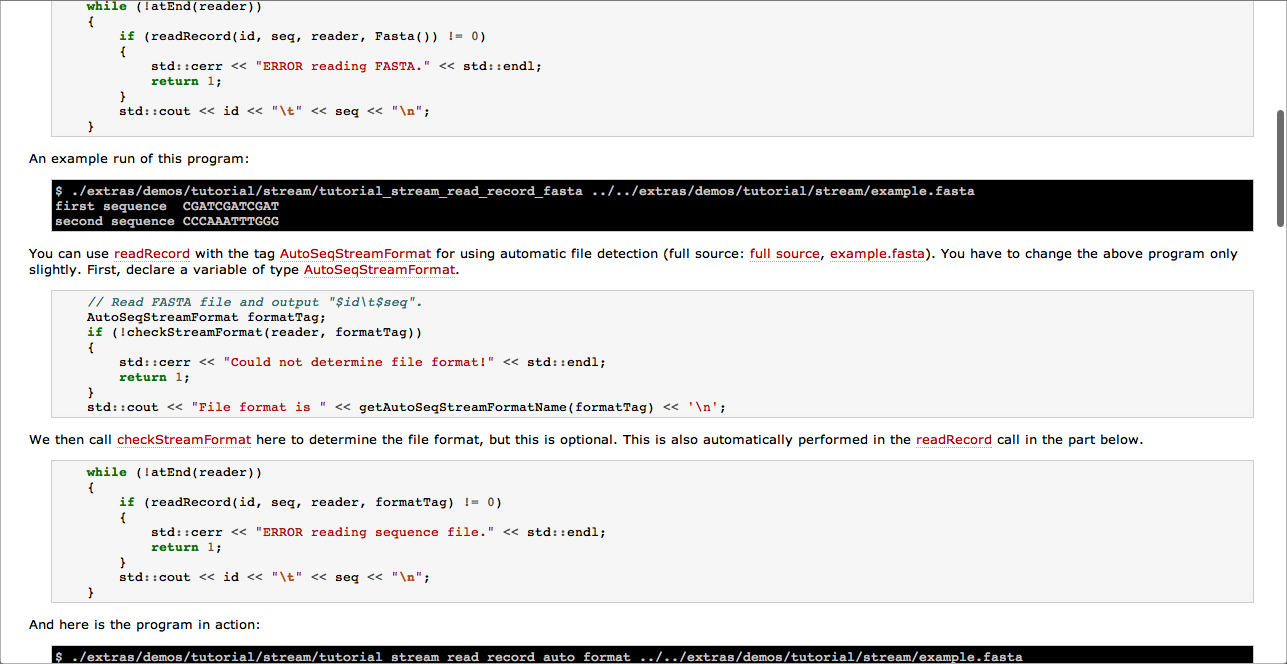 while (!atEnd(reader))
{
if (readRecord(id, seq, reader, Fasta()) != 0)
{
std::cerr << "ERROR reading FASTA." << std::endl;
return 1;
}
std::cout << id << "\t" << seq << "\n";
}
An example run of this program:
$ ./extras/demos/tutorial/stream/tutorial_stream_read_record_fasta ../../extras/demos/tutorial/stream/example.fasta
first sequence  CGATCGATCGAT
second sequence CCCAAATTTGGG
You can use readRecord with the tag AutoSeqStreamFormat for using automatic file detection (full source: full source, example.fasta). You have to change the above program only
slightly. First, declare a variable of type AutoSeqStreamFormat.
// Read FASTA file and output "$id\t$seq".
AutoSeqStreamFormat formatTag;
if (!checkStreamFormat(reader, formatTag))
{
std::cerr << "Could not determine file format!" << std::endl;
return 1;
}
std::cout << "File format is " << getAutoSeqStreamFormatName(formatTag) << '\n';
We then call checkStreamFormat here to determine the file format, but this is optional. This is also automatically performed in the readRecord call in the part below.
while (!atEnd(reader))
{
if (readRecord(id, seq, reader, formatTag) != 0)
{
std::cerr << "ERROR reading sequence file." << std::endl;
return 1;
}
std::cout << id << "\t" << seq << "\n";
}
And here is the program in action:
$ ./extras/demos/tutorial/stream/tutorial_stream_read_record_auto_format ../../extras/demos/tutorial/stream/example.fasta